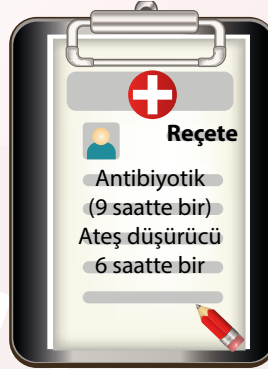 Reçete
Antibiyotik
(9 saatte bir)
Ateş düşürücü
6 saatte bir